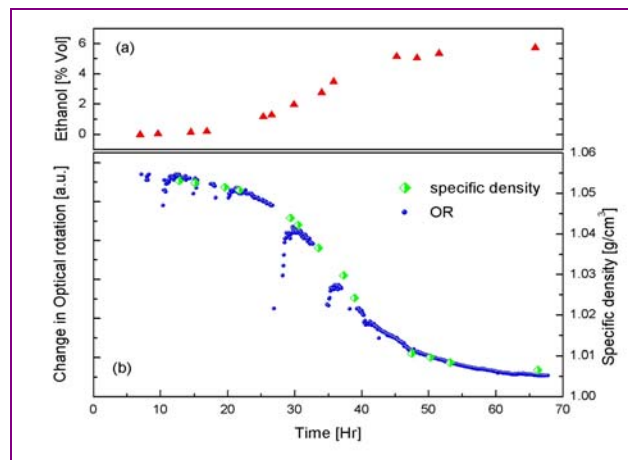 (a)
Ethanol [% Vol]
6
4
2
0
(b)
Change in Optical rotation [a.u.]
specific density
OR
Specific density [g/cm³]
1.06
1.05
1.04
1.03
1.02
1.01
1.00
0 10 20 30 40 50 60 70
Time [Hr]